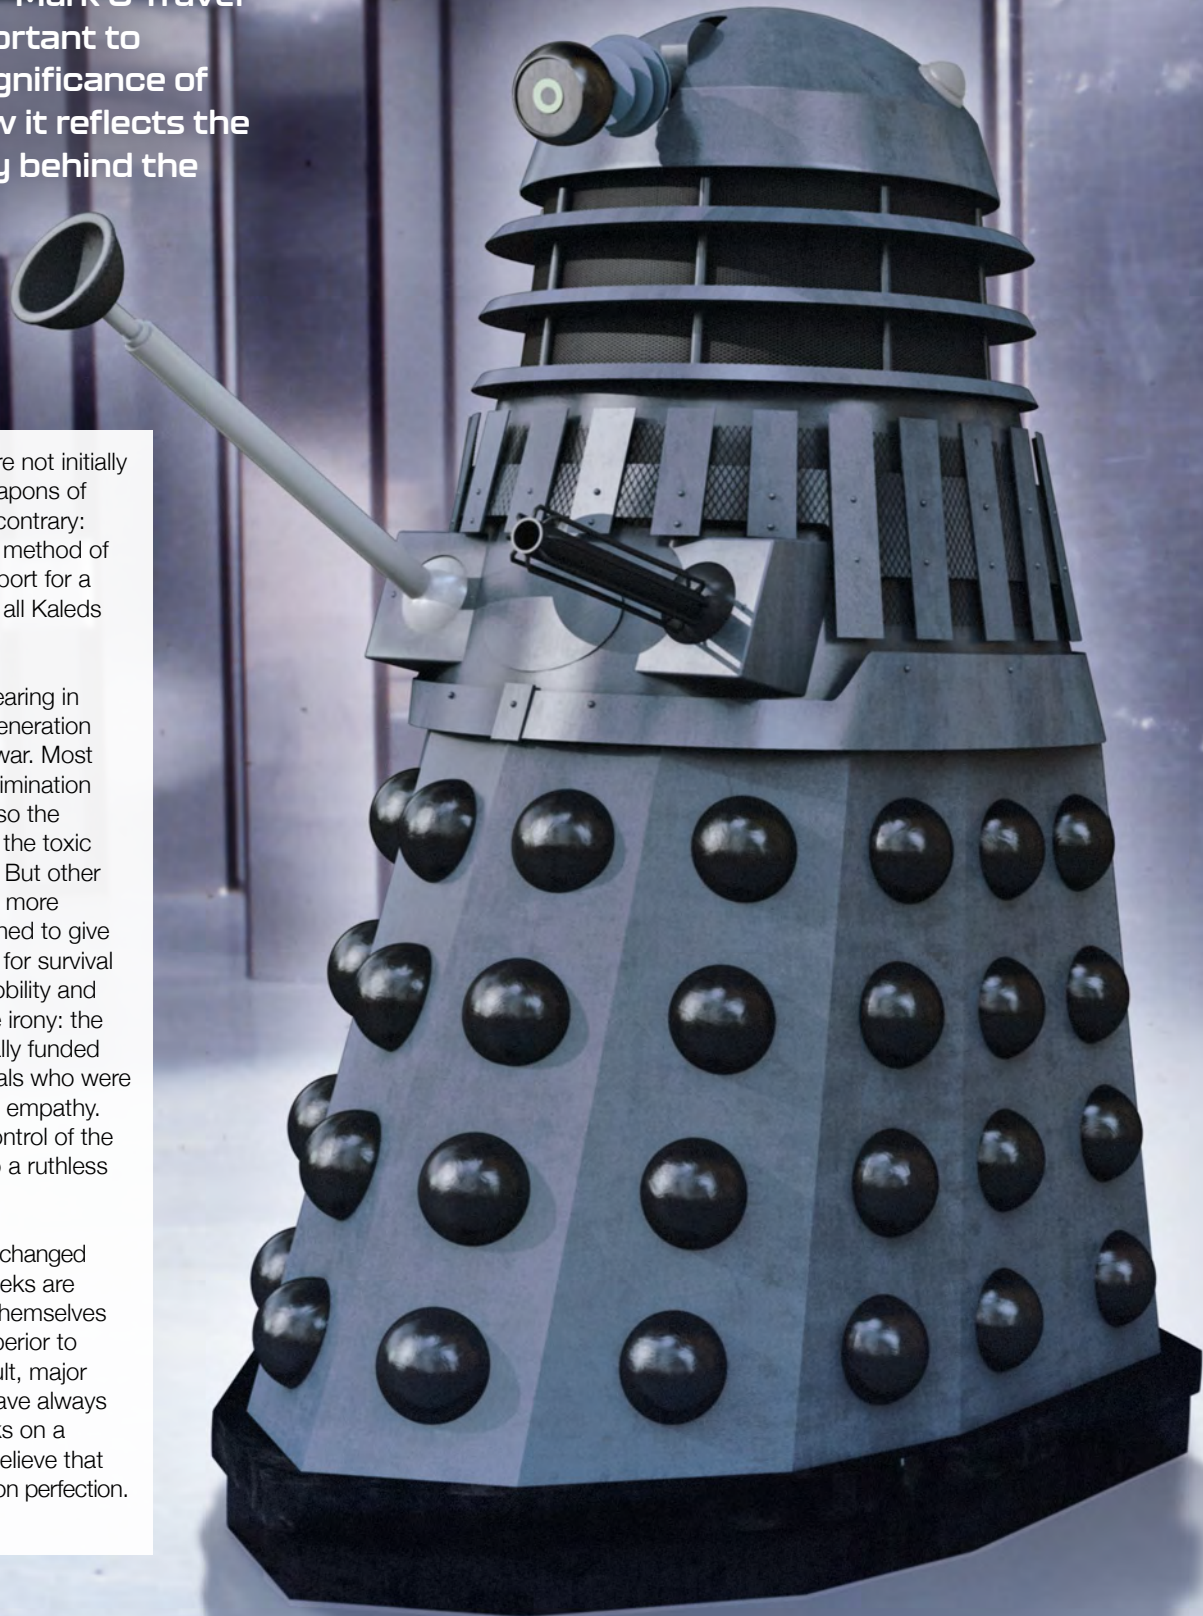 Mark 3 Travel
ortant to
gnificance of
w it reflects the
y behind the
re not initially
apons of
contrary:
method of
port for a
all Kaleds
earing in
eneration
war. Most
imination
so the
the toxic
But other
more
ned to give
for survival
obility and
e irony: the
ally funded
als who were
empathy.
ontrol of the
o a ruthless
changed
eks are
hemselves
perior to
ult, major
ave always
ks on a
elieve that
on perfection.